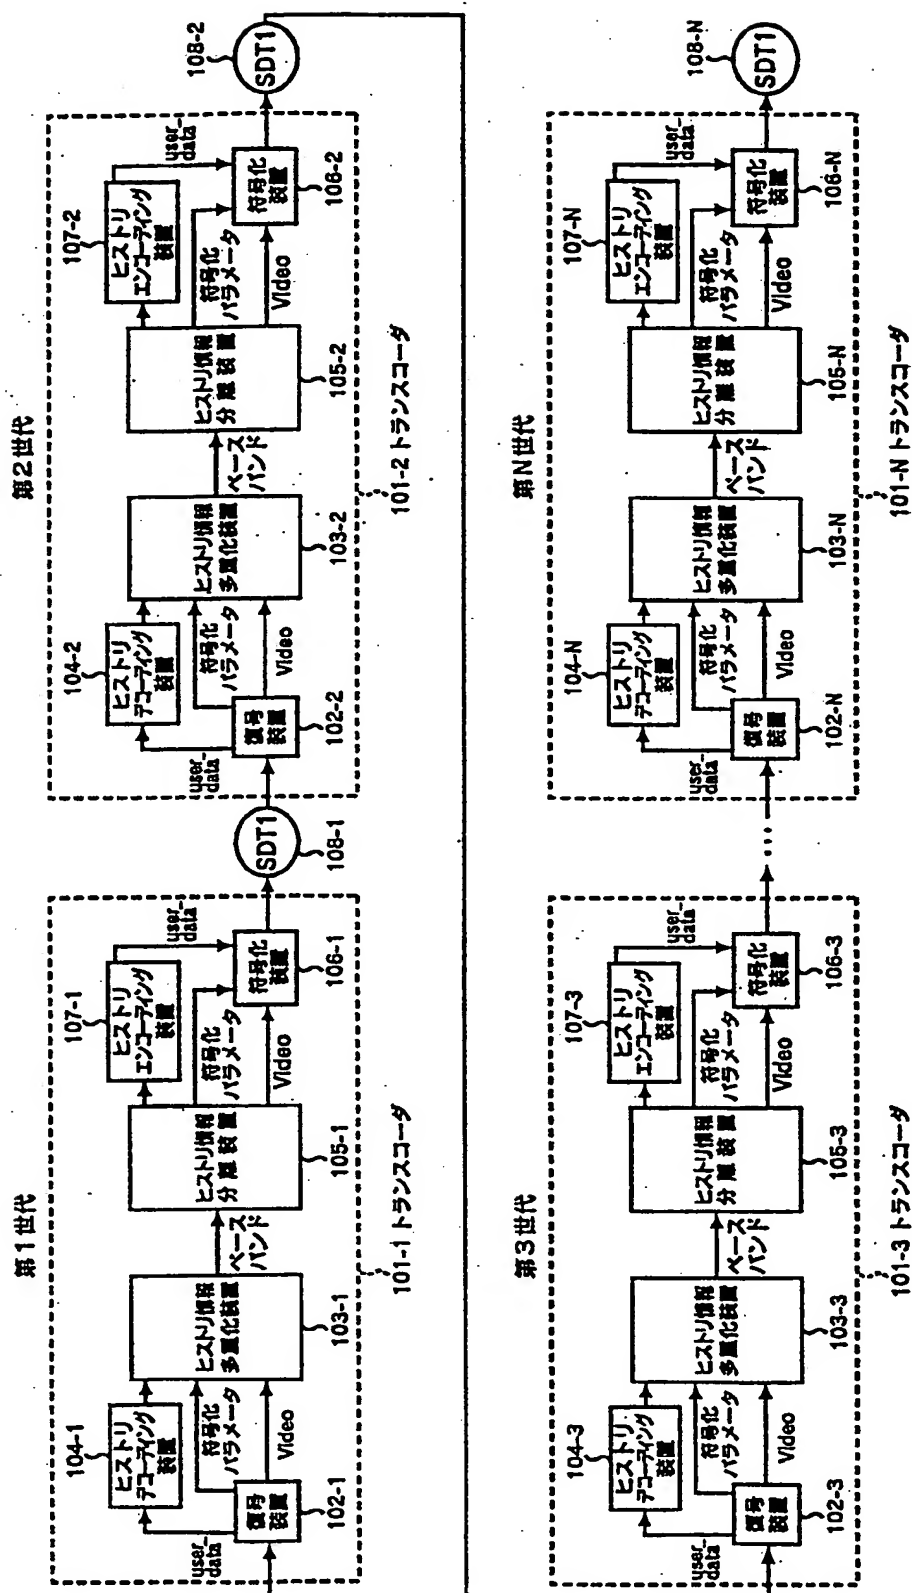 第1世代
104-1
ヒストリ
デコーディング
装置
user_
data
復号
装置
102-1
符号化
パラメータ
Video
ヒストリ情報
多重化装置
103-1
ベース
バンド
ヒストリ情報
分離装置
105-1
107-1
ヒストリ
エンコーディング
装置
符号化
パラメータ
Video
user_
data
符号化
装置
106-1
101-1 トランスコーダ
SDT1
108-1
第2世代
104-2
ヒストリ
デコーディング
装置
user_
data
復号
装置
102-2
符号化
パラメータ
Video
ヒストリ情報
多重化装置
103-2
ベース
バンド
ヒストリ情報
分離装置
105-2
107-2
ヒストリ
エンコーディング
装置
符号化
パラメータ
Video
user_
data
符号化
装置
106-2
101-2 トランスコーダ
108-2
SDT1
第3世代
104-3
ヒストリ
デコーディング
装置
user_
data
復号
装置
102-3
符号化
パラメータ
Video
ヒストリ情報
多重化装置
103-3
ベース
バンド
ヒストリ情報
分離装置
105-3
107-3
ヒストリ
エンコーディング
装置
符号化
パラメータ
Video
user_
data
符号化
装置
106-3
101-3 トランスコーダ
...
第N世代
104-N
ヒストリ
デコーディング
装置
user_
data
復号
装置
102-N
符号化
パラメータ
Video
ヒストリ情報
多重化装置
103-N
ベース
バンド
ヒストリ情報
分離装置
105-N
107-N
ヒストリ
エンコーディング
装置
符号化
パラメータ
Video
user_
data
符号化
装置
106-N
101-N トランスコーダ
108-N
SDT1